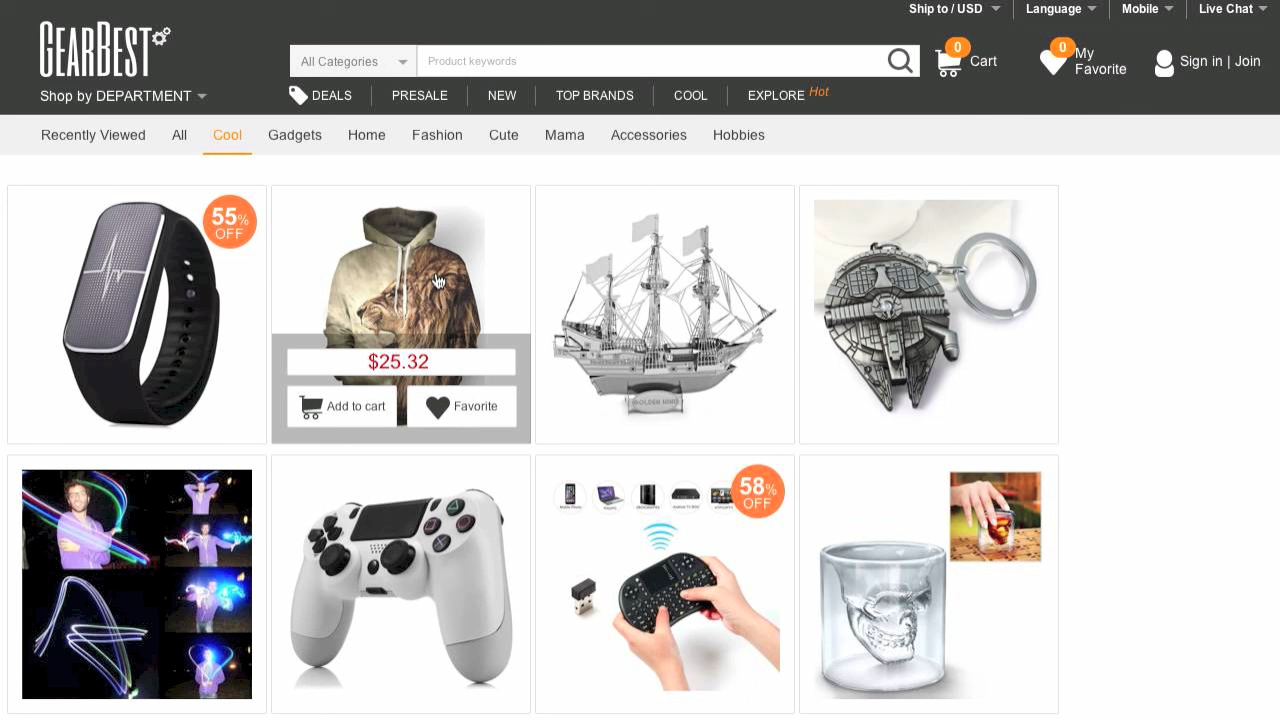 Ship to / USD
Language
Mobile
Live Chat
GEARBEST
All Categories
Product keywords
0
Cart
0
My
Favorite
Sign in | Join
Shop by DEPARTMENT
DEALS
PRESALE
NEW
TOP BRANDS
COOL
EXPLORE Hot
Recently Viewed
All
Cool
Gadgets
Home
Fashion
Cute
Mama
Accessories
Hobbies
55%
OFF
$25.32
Add to cart
Favorite
GOLDEN HIND
58%
OFF